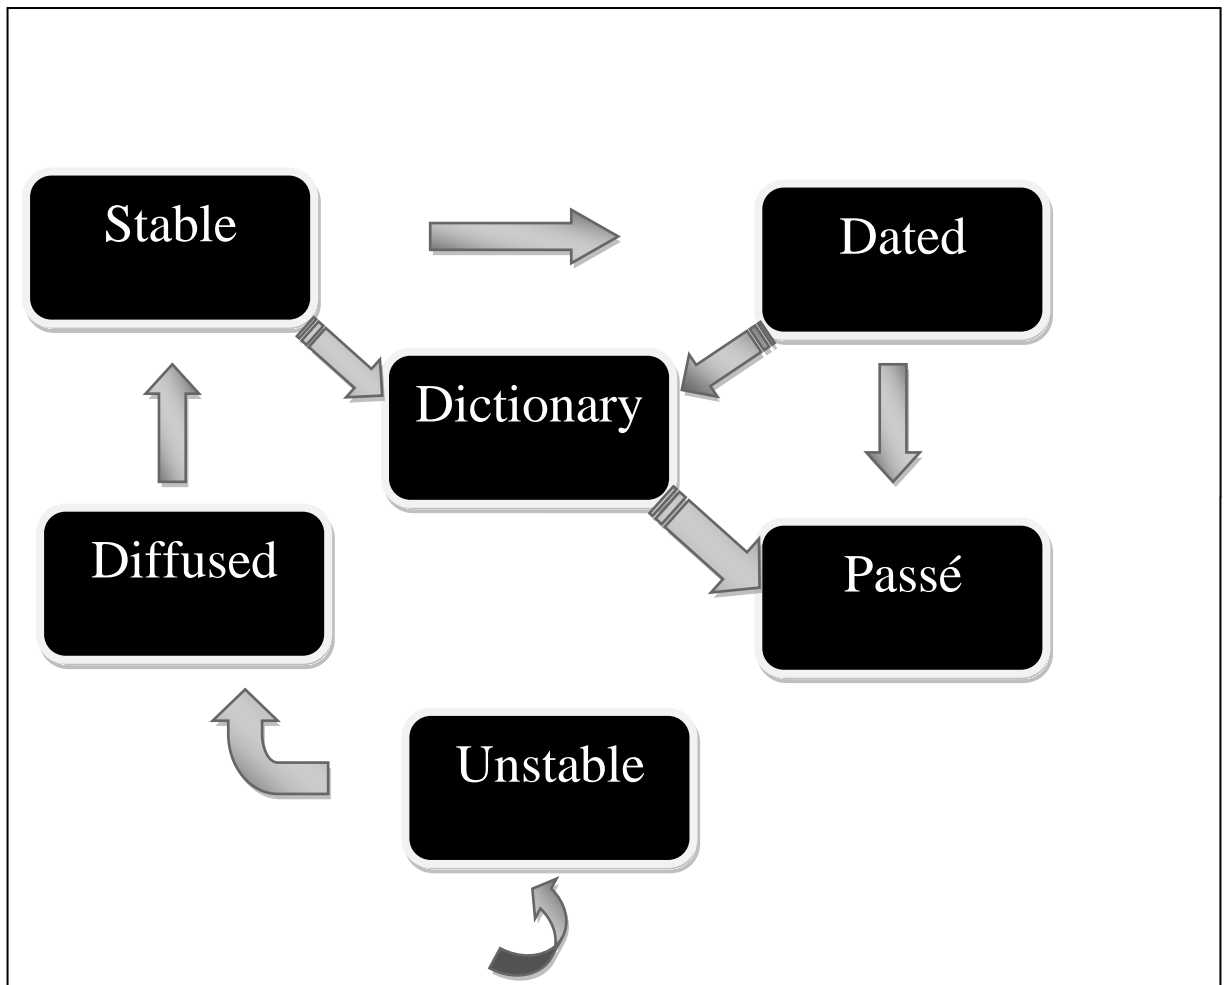 Stable
Dated
Dictionary
Diffused
Passé
Unstable